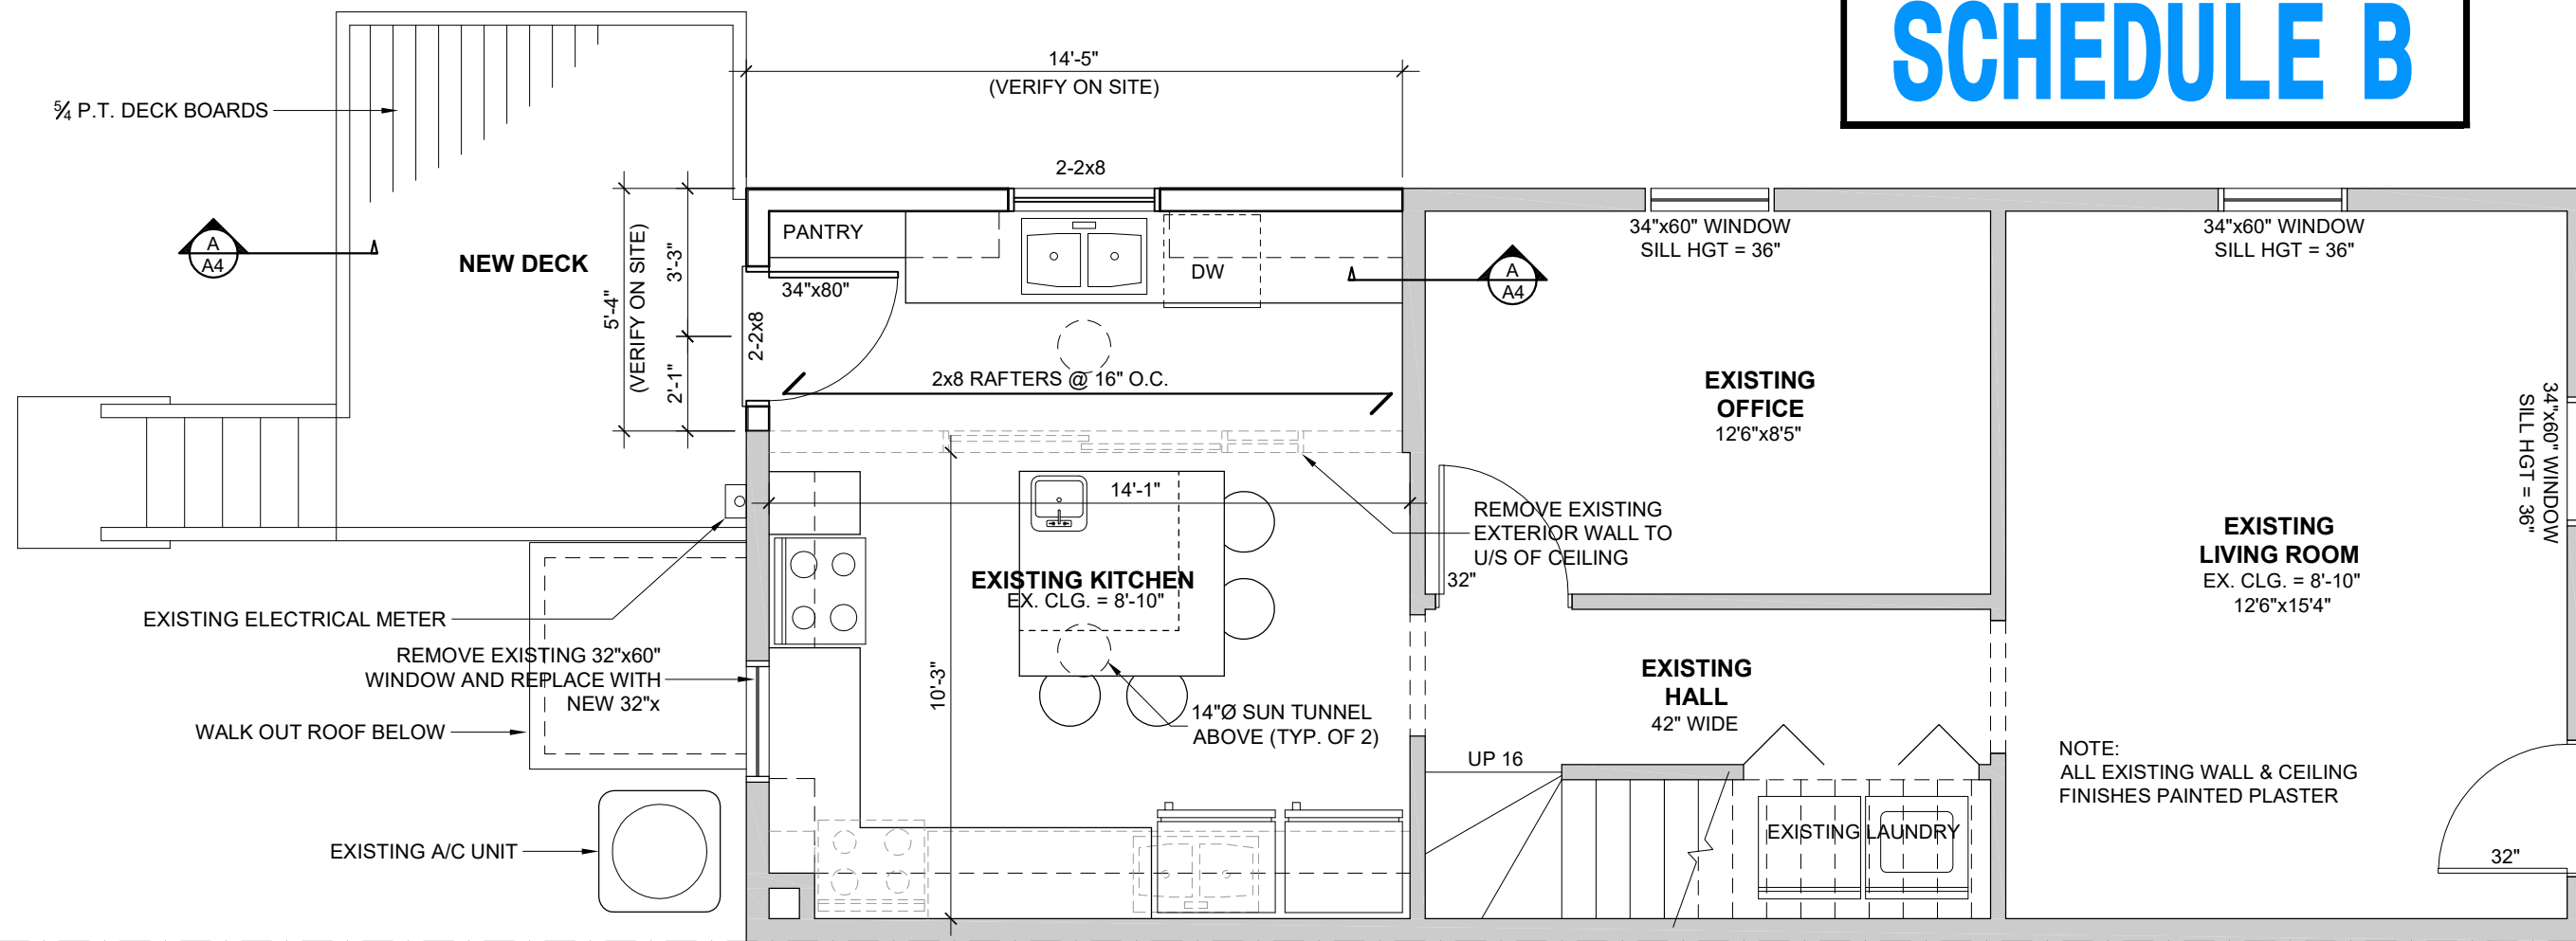 SCHEDULE B
14'-5"
(VERIFY ON SITE)
5/4 P.T. DECK BOARDS
2-2x8
A
A4
NEW DECK
5'-4"
(VERIFY ON SITE)
3'-3"
2'-1"
2-2x8
PANTRY
34"x80"
DW
A
A4
34"x60" WINDOW
SILL HGT = 36"
34"x60" WINDOW
SILL HGT = 36"
2x8 RAFTERS @ 16" O.C.
EXISTING
OFFICE
12'6"x8'5"
34"x60" WINDOW
SILL HGT = 36"
14'-1"
REMOVE EXISTING
EXTERIOR WALL TO
U/S OF CEILING
32"
EXISTING
LIVING ROOM
EX. CLG. = 8'-10"
12'6"x15'4"
EXISTING KITCHEN
EX. CLG. = 8'-10"
EXISTING ELECTRICAL METER
REMOVE EXISTING 32"x60"
WINDOW AND REPLACE WITH
NEW 32"x
10'-3"
EXISTING
HALL
42" WIDE
14"Ø SUN TUNNEL
ABOVE (TYP. OF 2)
WALK OUT ROOF BELOW
UP 16
NOTE:
ALL EXISTING WALL & CEILING
FINISHES PAINTED PLASTER
EXISTING LAUNDRY
EXISTING A/C UNIT
32"